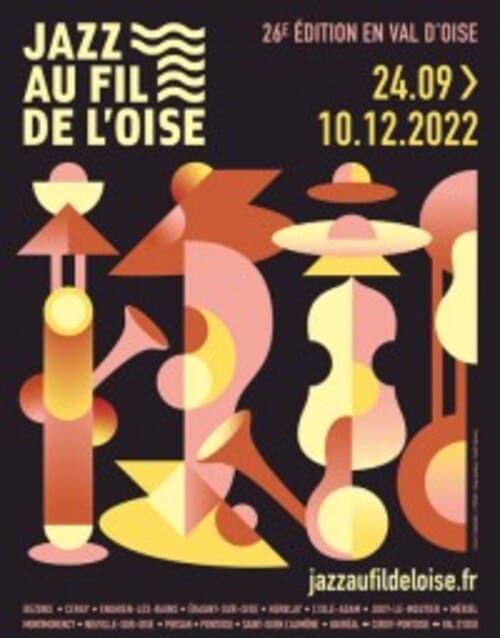 JAZZ
AU FIL
DE L'OISE
26E ÉDITION EN VAL D'OISE
24.09 >
10.12.2022
jazzaufildeloise.fr
BEZONS • CERGY • ENGHIEN-LES-BAINS • ÉRAGNY-SUR-OISE • HERBLAY • L'ISLE-ADAM • JOUY-LE-MOUTIER • MÉRIEL
MONTMORENCY • NEUVILLE-SUR-OISE • PERSAN • PONTOISE • SAINT-OUEN L'AUMÔNE • VAURÉAL • CERGY-PONTOISE • VAL D'OISE